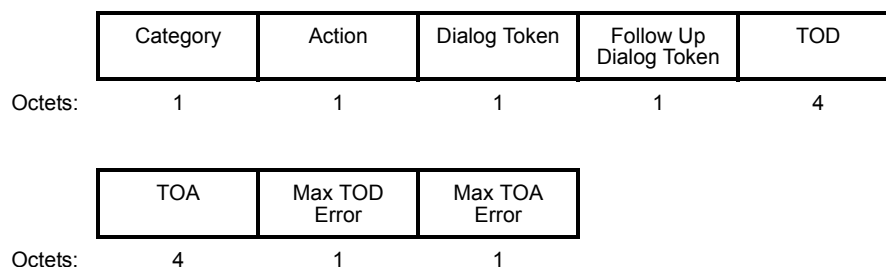 Category Action Dialog Token Follow Up Dialog Token TOD
Octets: 1 1 1 1 4
TOA Max TOD Error Max TOA Error
Octets: 4 1 1